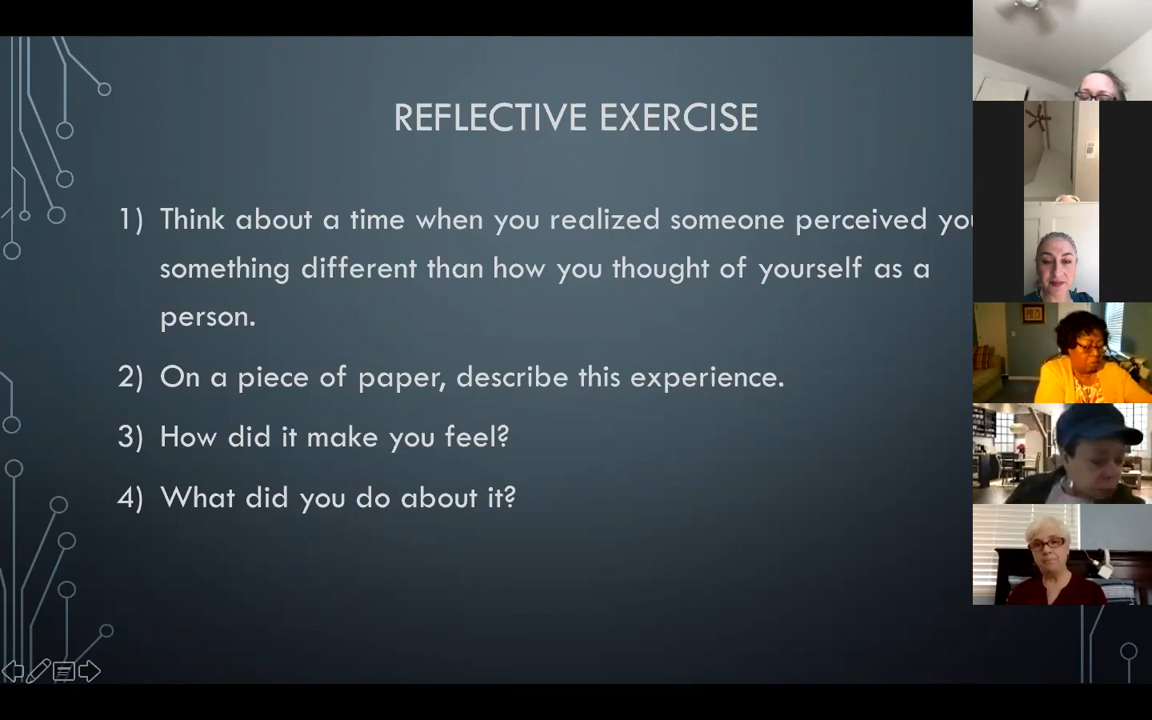 REFLECTIVE EXERCISE
1) Think about a time when you realized someone perceived you
something different than how you thought of yourself as a
person.
2) On a piece of paper, describe this experience.
3) How did it make you feel?
4) What did you do about it?